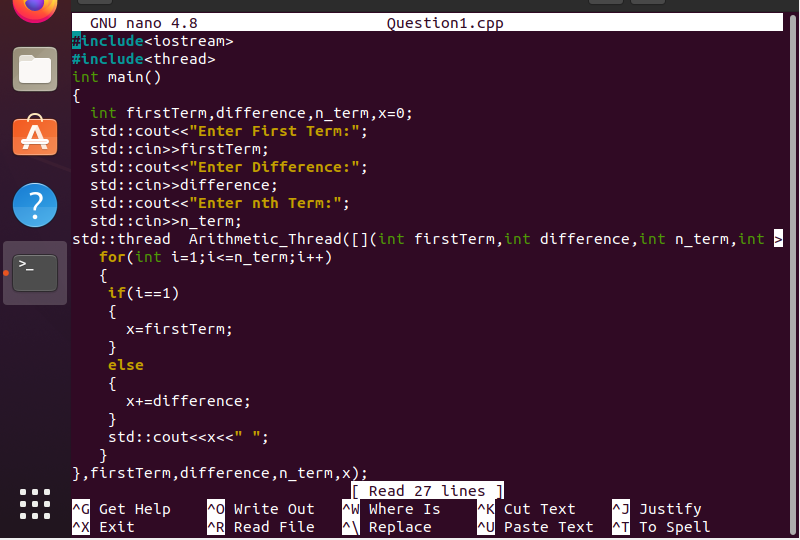 GNU nano 4.8 Question1.cpp
#include<iostream>
#include<thread>
int main()
{
  int firstTerm,difference,n_term,x=0;
  std::cout<<"Enter First Term:";
  std::cin>>firstTerm;
  std::cout<<"Enter Difference:";
  std::cin>>difference;
  std::cout<<"Enter nth Term:";
  std::cin>>n_term;
std::thread  Arithmetic_Thread([](int firstTerm,int difference,int n_term,int >
   for(int i=1;i<=n_term;i++)
   {
    if(i==1)
    {
      x=firstTerm;
    }
    else
    {
      x+=difference;
    }
    std::cout<<x<<" ";
   }
},firstTerm,difference,n_term,x);
[ Read 27 lines ]
^G Get Help ^O Write Out ^W Where Is ^K Cut Text ^J Justify
^X Exit ^R Read File ^\ Replace ^U Paste Text ^T To Spell